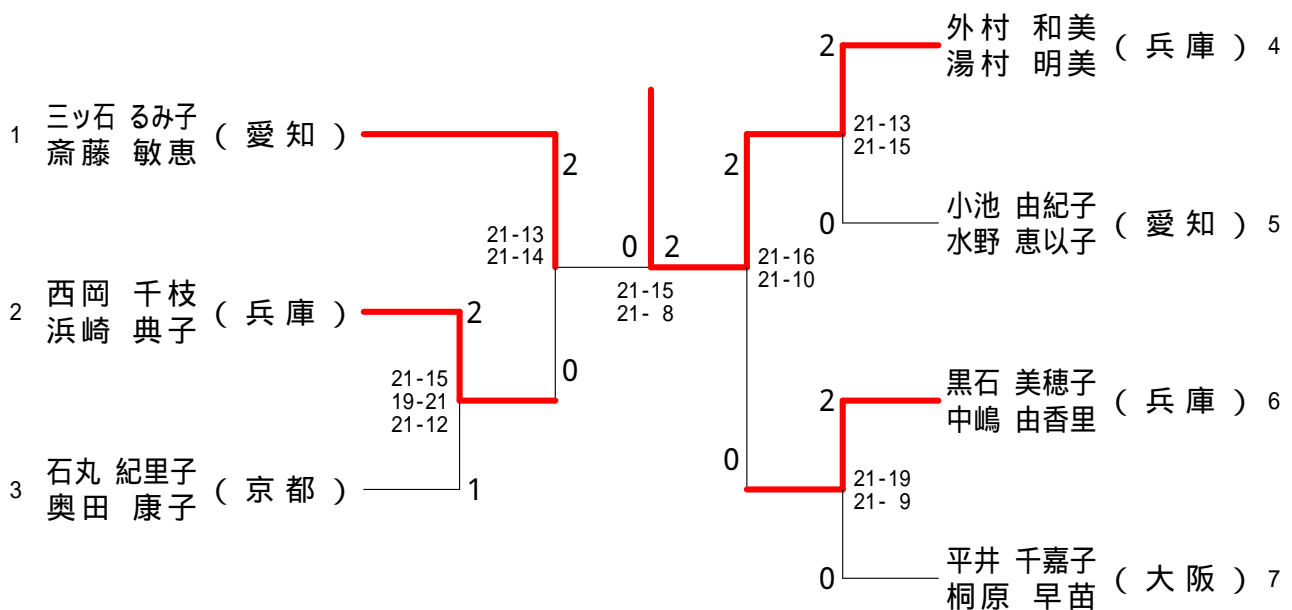 1 三ッ石 るみ子
斎藤 敏恵
( 愛 知 )
2
21-13
21-14
2 西岡 千枝
浜崎 典子
( 兵 庫 )
2
0
21-15
19-21
21-12
3 石丸 紀里子
奥田 康子
( 京 都 )
1
0 2
21-15
21- 8
外村 和美
湯村 明美
( 兵 庫 ) 4
2
21-13
21-15
2
小池 由紀子
水野 恵以子
( 愛 知 ) 5
0
21-16
21-10
黒石 美穂子
中嶋 由香里
( 兵 庫 ) 6
2
0
21-19
21- 9
平井 千嘉子
桐原 早苗
( 大 阪 ) 7
0